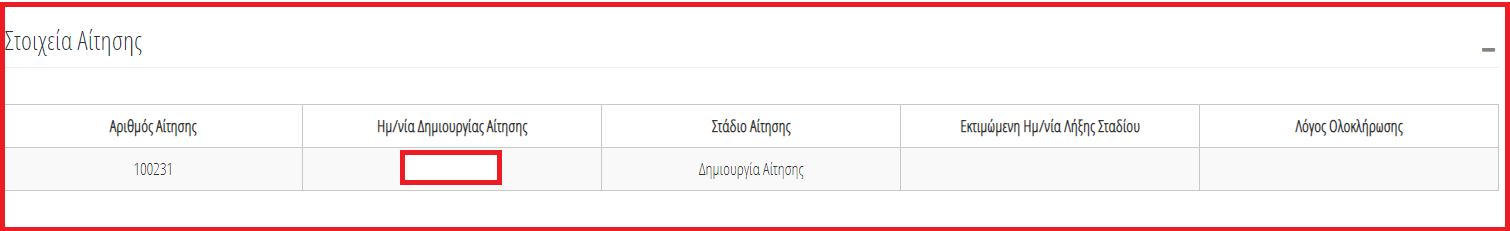 Στοιχεία Αίτησης
Αριθμός Αίτησης Ημ/νία Δημιουργίας Αίτησης Στάδιο Αίτησης Εκτιμώμενη Ημ/νία Λήξης Σταδίου Λόγος Ολοκλήρωσης
100231 Δημιουργία Αίτησης